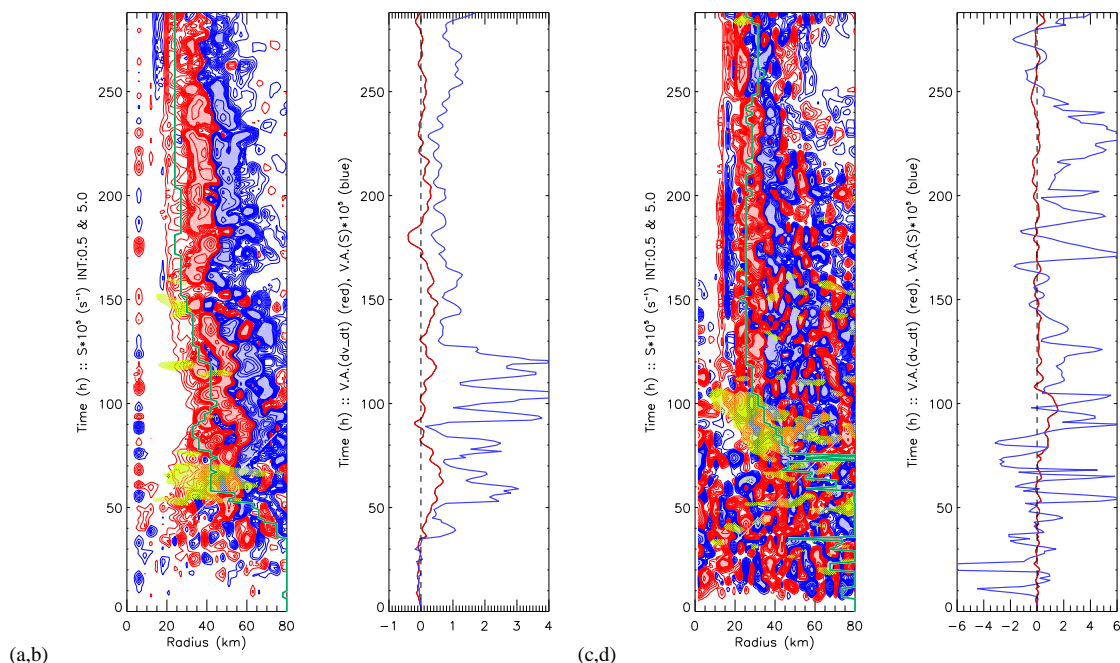 Time (h) :: S*10⁵ (s⁻¹) INT:0.5 & 5.0
250
200
150
100
50
0
0 20 40 60 80
Radius (km)
Time (h) :: V.A.(dv_dt) (red), V.A.(S)*10⁵ (blue)
250
200
150
100
50
0
−1 0 1 2 3 4
(a,b)
Time (h) :: S*10⁵ (s⁻¹) INT:0.5 & 5.0
250
200
150
100
50
0
0 20 40 60 80
Radius (km)
Time (h) :: V.A.(dv_dt) (red), V.A.(S)*10⁵ (blue)
250
200
150
100
50
0
−6 −4 −2 0 2 4 6
(c,d)